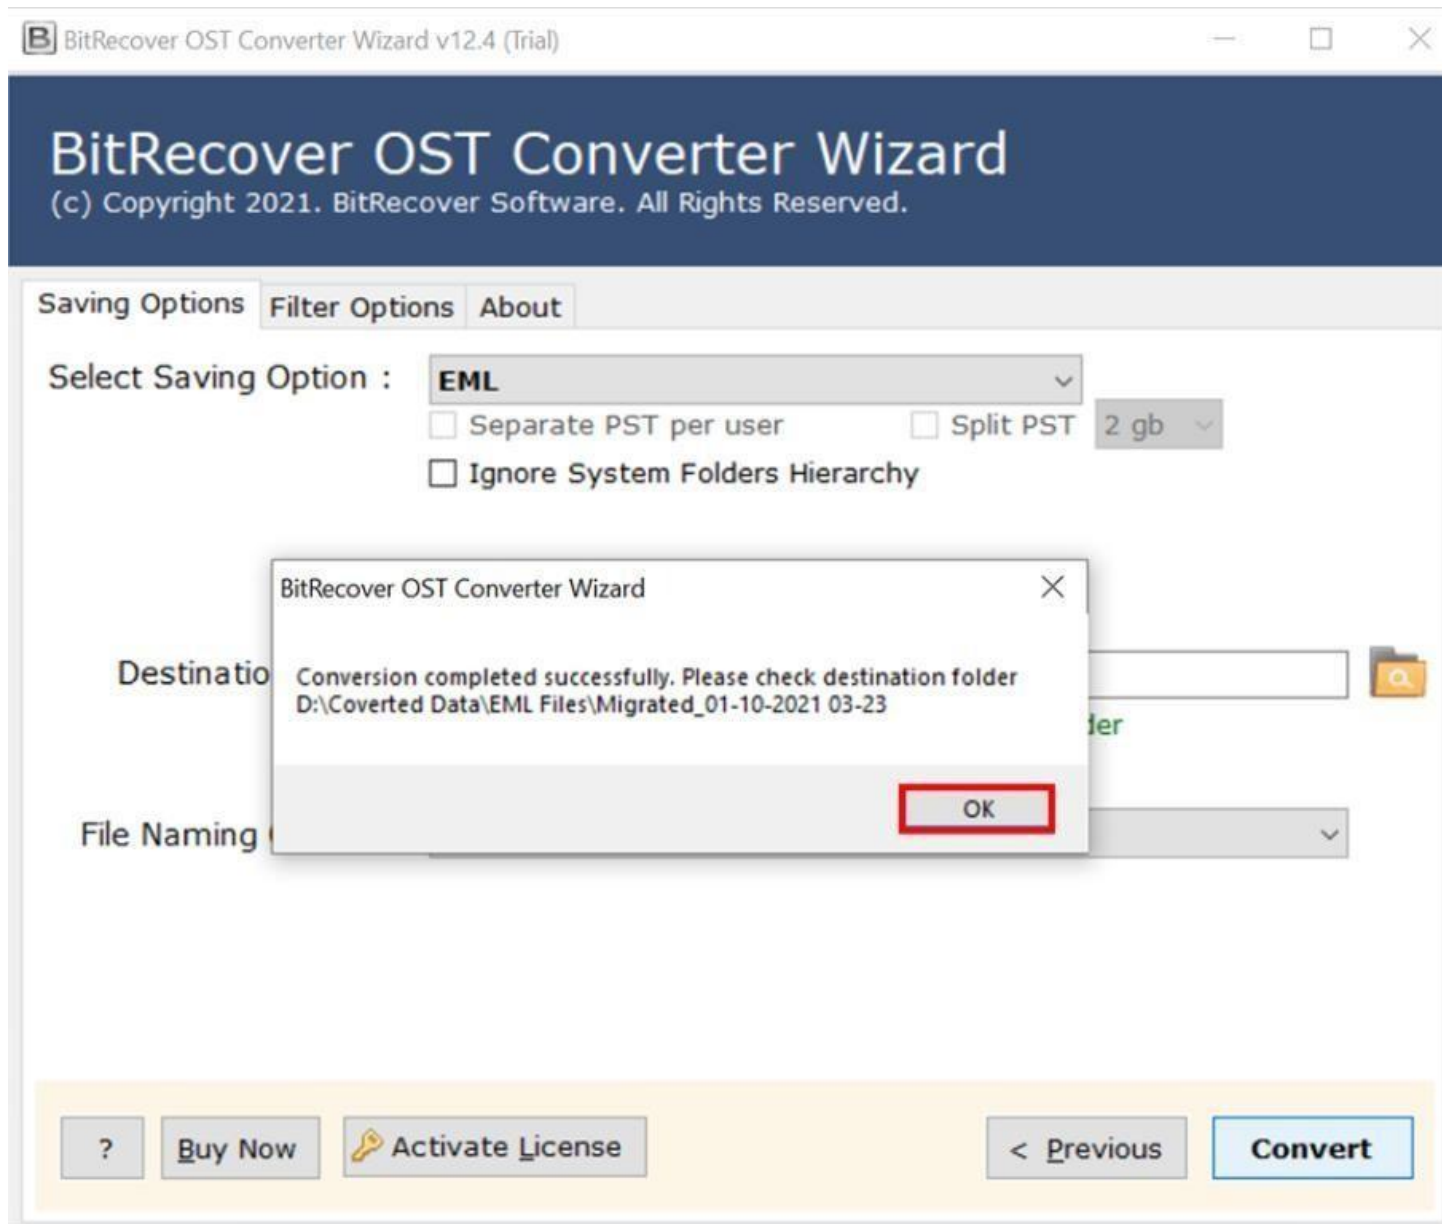 BitRecover OST Converter Wizard v12.4 (Trial)
BitRecover OST Converter Wizard
(c) Copyright 2021. BitRecover Software. All Rights Reserved.
Saving Options Filter Options About
Select Saving Option : EML
Separate PST per user Split PST 2 gb
Ignore System Folders Hierarchy
BitRecover OST Converter Wizard
Conversion completed successfully. Please check destination folder
D:\Coverted Data\EML Files\Migrated_01-10-2021 03-23
OK
File Naming
? Buy Now Activate License < Previous Convert